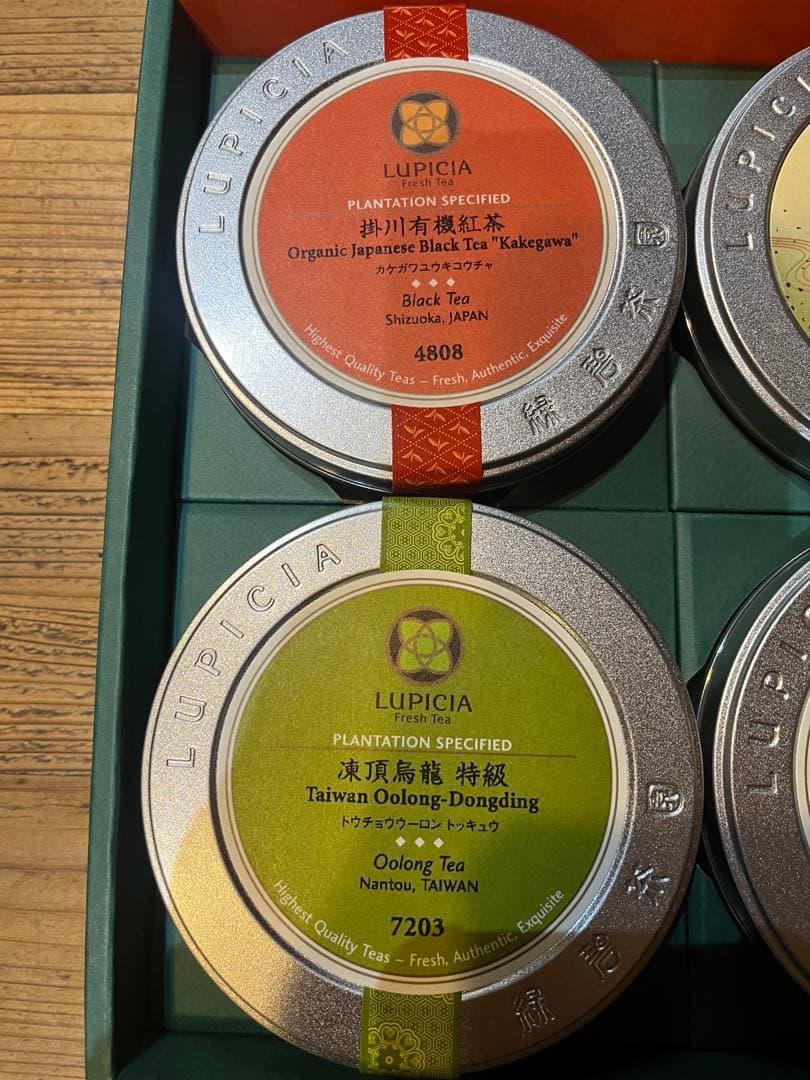 LUPICIA
LUPICIA
Fresh Tea
PLANTATION SPECIFIED
掛川有機紅茶
Organic Japanese Black Tea "Kakegawa"
カケガワユウキコウチャ
Black Tea
Shizuoka, JAPAN
4808
Highest Quality Teas – Fresh, Authentic, Exquisite
緑碧茶園
LUPICIA
LUPICIA
LUPICIA
Fresh Tea
PLANTATION SPECIFIED
凍頂烏龍 特級
Taiwan Oolong-Dongding
トウチョウウーロン トッキュウ
Oolong Tea
Nantou, TAIWAN
7203
Highest Quality Teas – Fresh, Authentic, Exquisite
緑碧茶園
LUPI